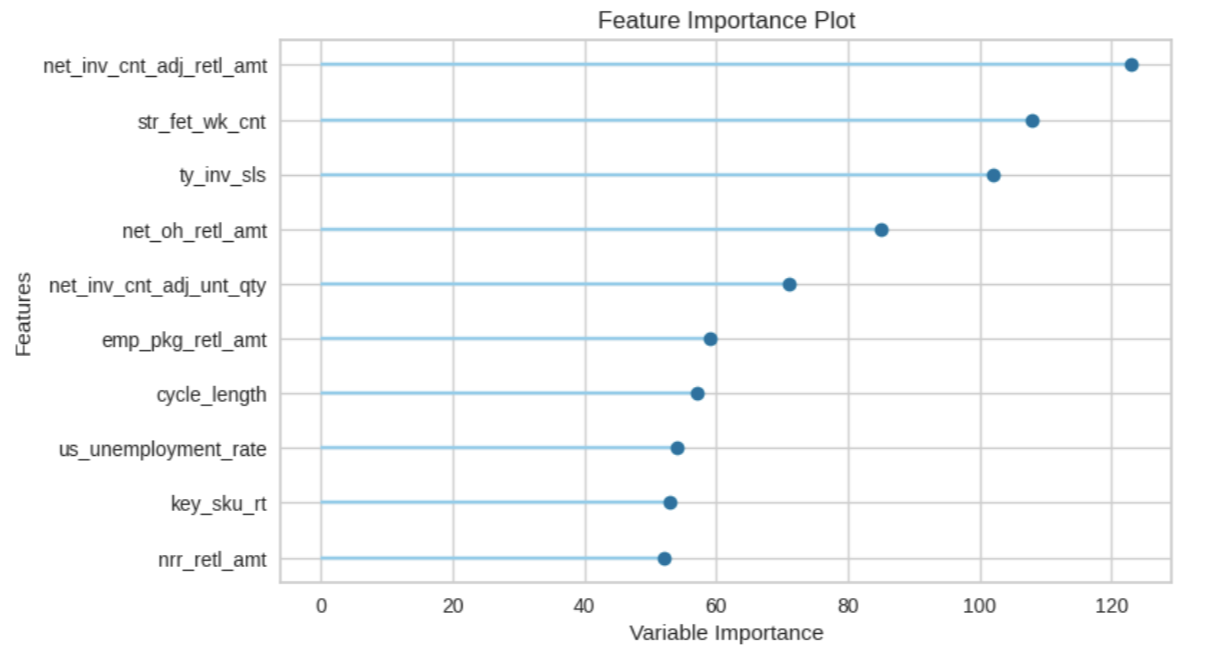 Feature Importance Plot
Features
net_inv_cnt_adj_retl_amt
str_fet_wk_cnt
ty_inv_sls
net_oh_retl_amt
net_inv_cnt_adj_unt_qty
emp_pkg_retl_amt
cycle_length
us_unemployment_rate
key_sku_rt
nrr_retl_amt
0 20 40 60 80 100 120
Variable Importance